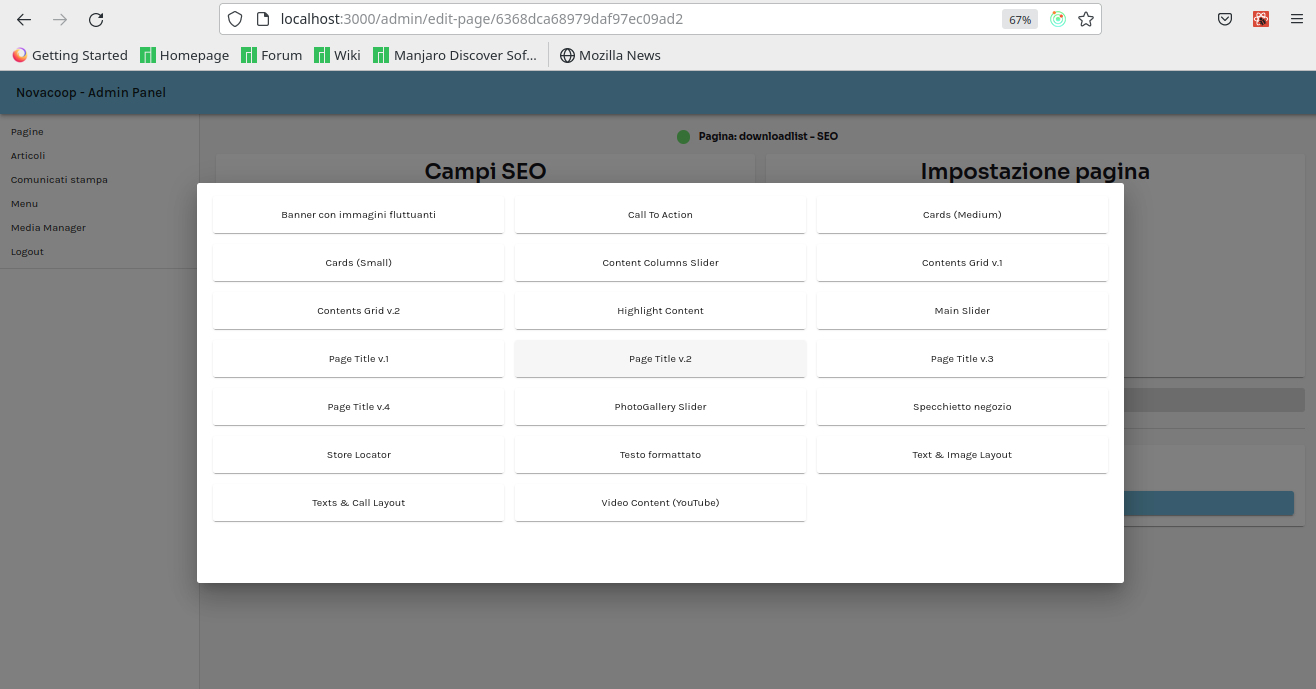 localhost:3000/admin/edit-page/6368dca68979daf97ec09ad2
67%
Getting Started
Homepage
Forum
Wiki
Manjaro Discover Sof...
Mozilla News
Novacoop - Admin Panel
Pagine
Articoli
Comunicati stampa
Menu
Media Manager
Logout
Pagina: downloadlist - SEO
Campi SEO
Impostazione pagina
Banner con immagini fluttuanti
Call To Action
Cards (Medium)
Cards (Small)
Content Columns Slider
Contents Grid v.1
Contents Grid v.2
Highlight Content
Main Slider
Page Title v.1
Page Title v.2
Page Title v.3
Page Title v.4
PhotoGallery Slider
Specchietto negozio
Store Locator
Testo formattato
Text & Image Layout
Texts & Call Layout
Video Content (YouTube)